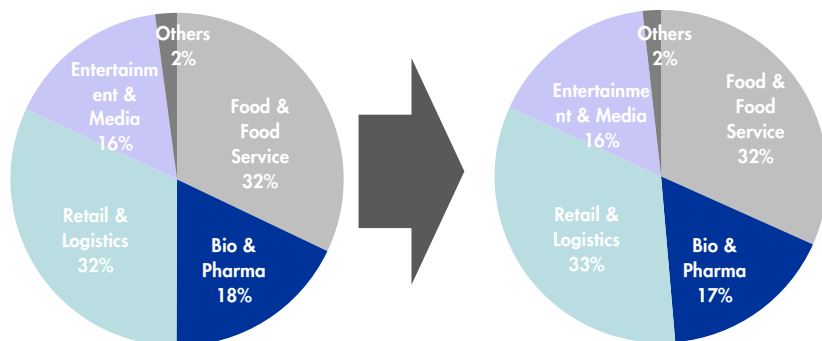 Others
2%
Entertainm
ent &
Media
16%
Food &
Food
Service
32%
Retail &
Logistics
32%
Bio &
Pharma
18%
Others
2%
Entertainme
nt & Media
16%
Food &
Food
Service
32%
Retail &
Logistics
33%
Bio &
Pharma
17%